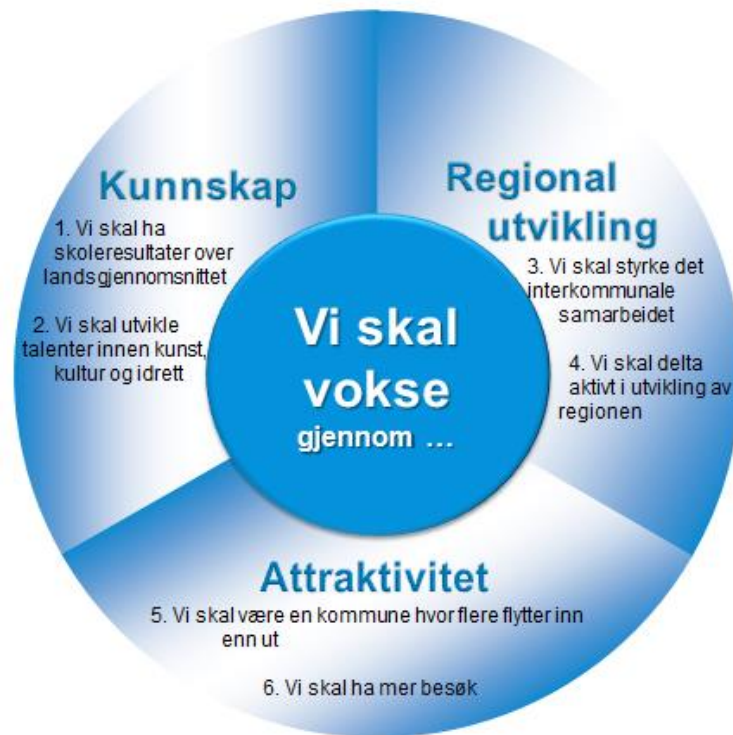 Kunnskap
1. Vi skal ha
skoleresultater over
landsgjennomsnittet
2. Vi skal utvikle
talenter innen kunst,
kultur og idrett
Regional
utvikling
3. Vi skal styrke det
interkommunale
samarbeidet
4. Vi skal delta
aktivt i utvikling av
regionen
Vi skal
vokse
gjennom ...
Attraktivitet
5. Vi skal være en kommune hvor flere flytter inn
enn ut
6. Vi skal ha mer besøk